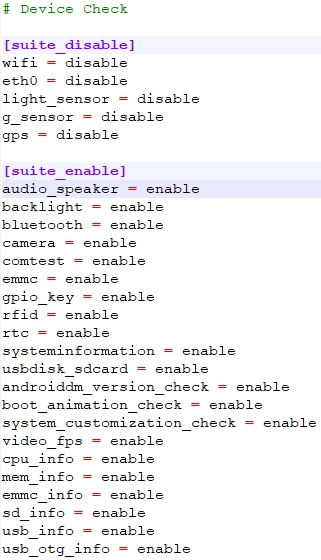 # Device Check
[suite_disable]
wifi = disable
eth0 = disable
light_sensor = disable
g_sensor = disable
gps = disable
[suite_enable]
audio_speaker = enable
backlight = enable
bluetooth = enable
camera = enable
comtest = enable
emmc = enable
gpio_key = enable
rfid = enable
rtc = enable
systeminformation = enable
usbdisk_sdcard = enable
androiddm_version_check = enable
boot_animation_check = enable
system_customization_check = enable
video_fps = enable
cpu_info = enable
mem_info = enable
emmc_info = enable
sd_info = enable
usb_info = enable
usb_otg_info = enable